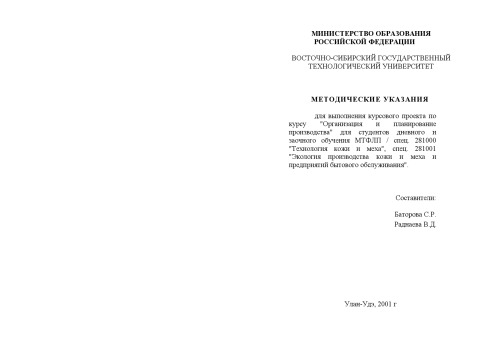 МИНИСТЕРСТВО ОБРАЗОВАНИЯ
РОССИЙСКОЙ ФЕДЕРАЦИИ
ВОСТОЧНО-СИБИРСКИЙ ГОСУДАРСТВЕННЫЙ
ТЕХНОЛОГИЧЕСКИЙ УНИВЕРСИТЕТ
МЕТОДИЧЕСКИЕ УКАЗАНИЯ
для выполнения курсового проекта по
курсу "Организация и планирование
производства" для студентов дневного и
заочного обучения МТФЛП / спец. 281000
"Технология кожи и меха", спец. 281001
"Экология производства кожи и меха и
предприятий бытового обслуживания".
Составители:
Баторова С.Р.
Раднаева В.Д.
Улан-Удэ, 2001 г